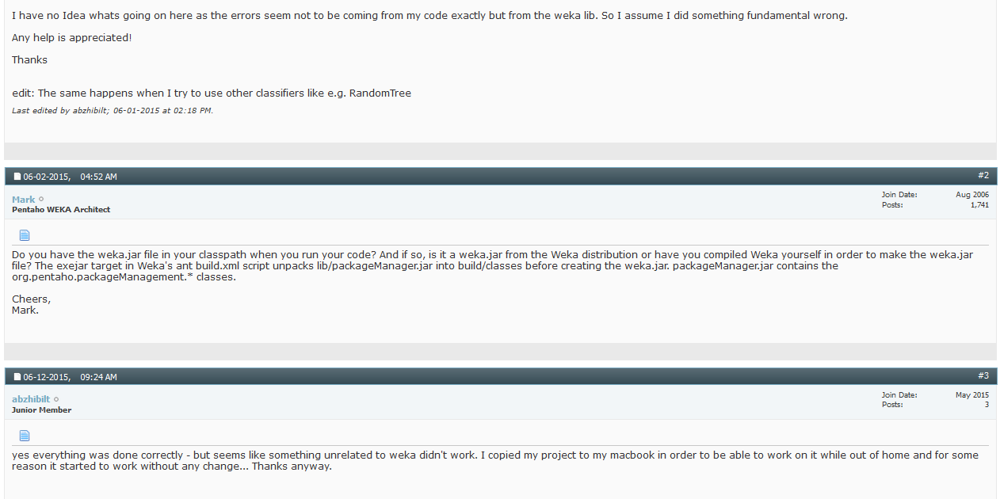 I have no Idea whats going on here as the errors seem not to be coming from my code exactly but from the weka lib. So I assume I did something fundamental wrong.
Any help is appreciated!
Thanks
edit: The same happens when I try to use other classifiers like e.g. RandomTree
Last edited by abzhibilt; 06-01-2015 at 02:18 PM.
06-02-2015, 04:52 AM #2
Mark
Pentaho WEKA Architect
Join Date: Aug 2006
Posts: 1,741
Do you have the weka.jar file in your classpath when you run your code? And if so, is it a weka.jar from the Weka distribution or have you compiled Weka yourself in order to make the weka.jar
file? The exejar target in Weka's ant build.xml script unpacks lib/packageManager.jar into build/classes before creating the weka.jar. packageManager.jar contains the
org.pentaho.packageManagement.* classes.
Cheers,
Mark.
06-12-2015, 09:24 AM #3
abzhibilt
Junior Member
Join Date: May 2015
Posts: 3
yes everything was done correctly - but seems like something unrelated to weka didn't work. I copied my project to my macbook in order to be able to work on it while out of home and for some
reason it started to work without any change... Thanks anyway.